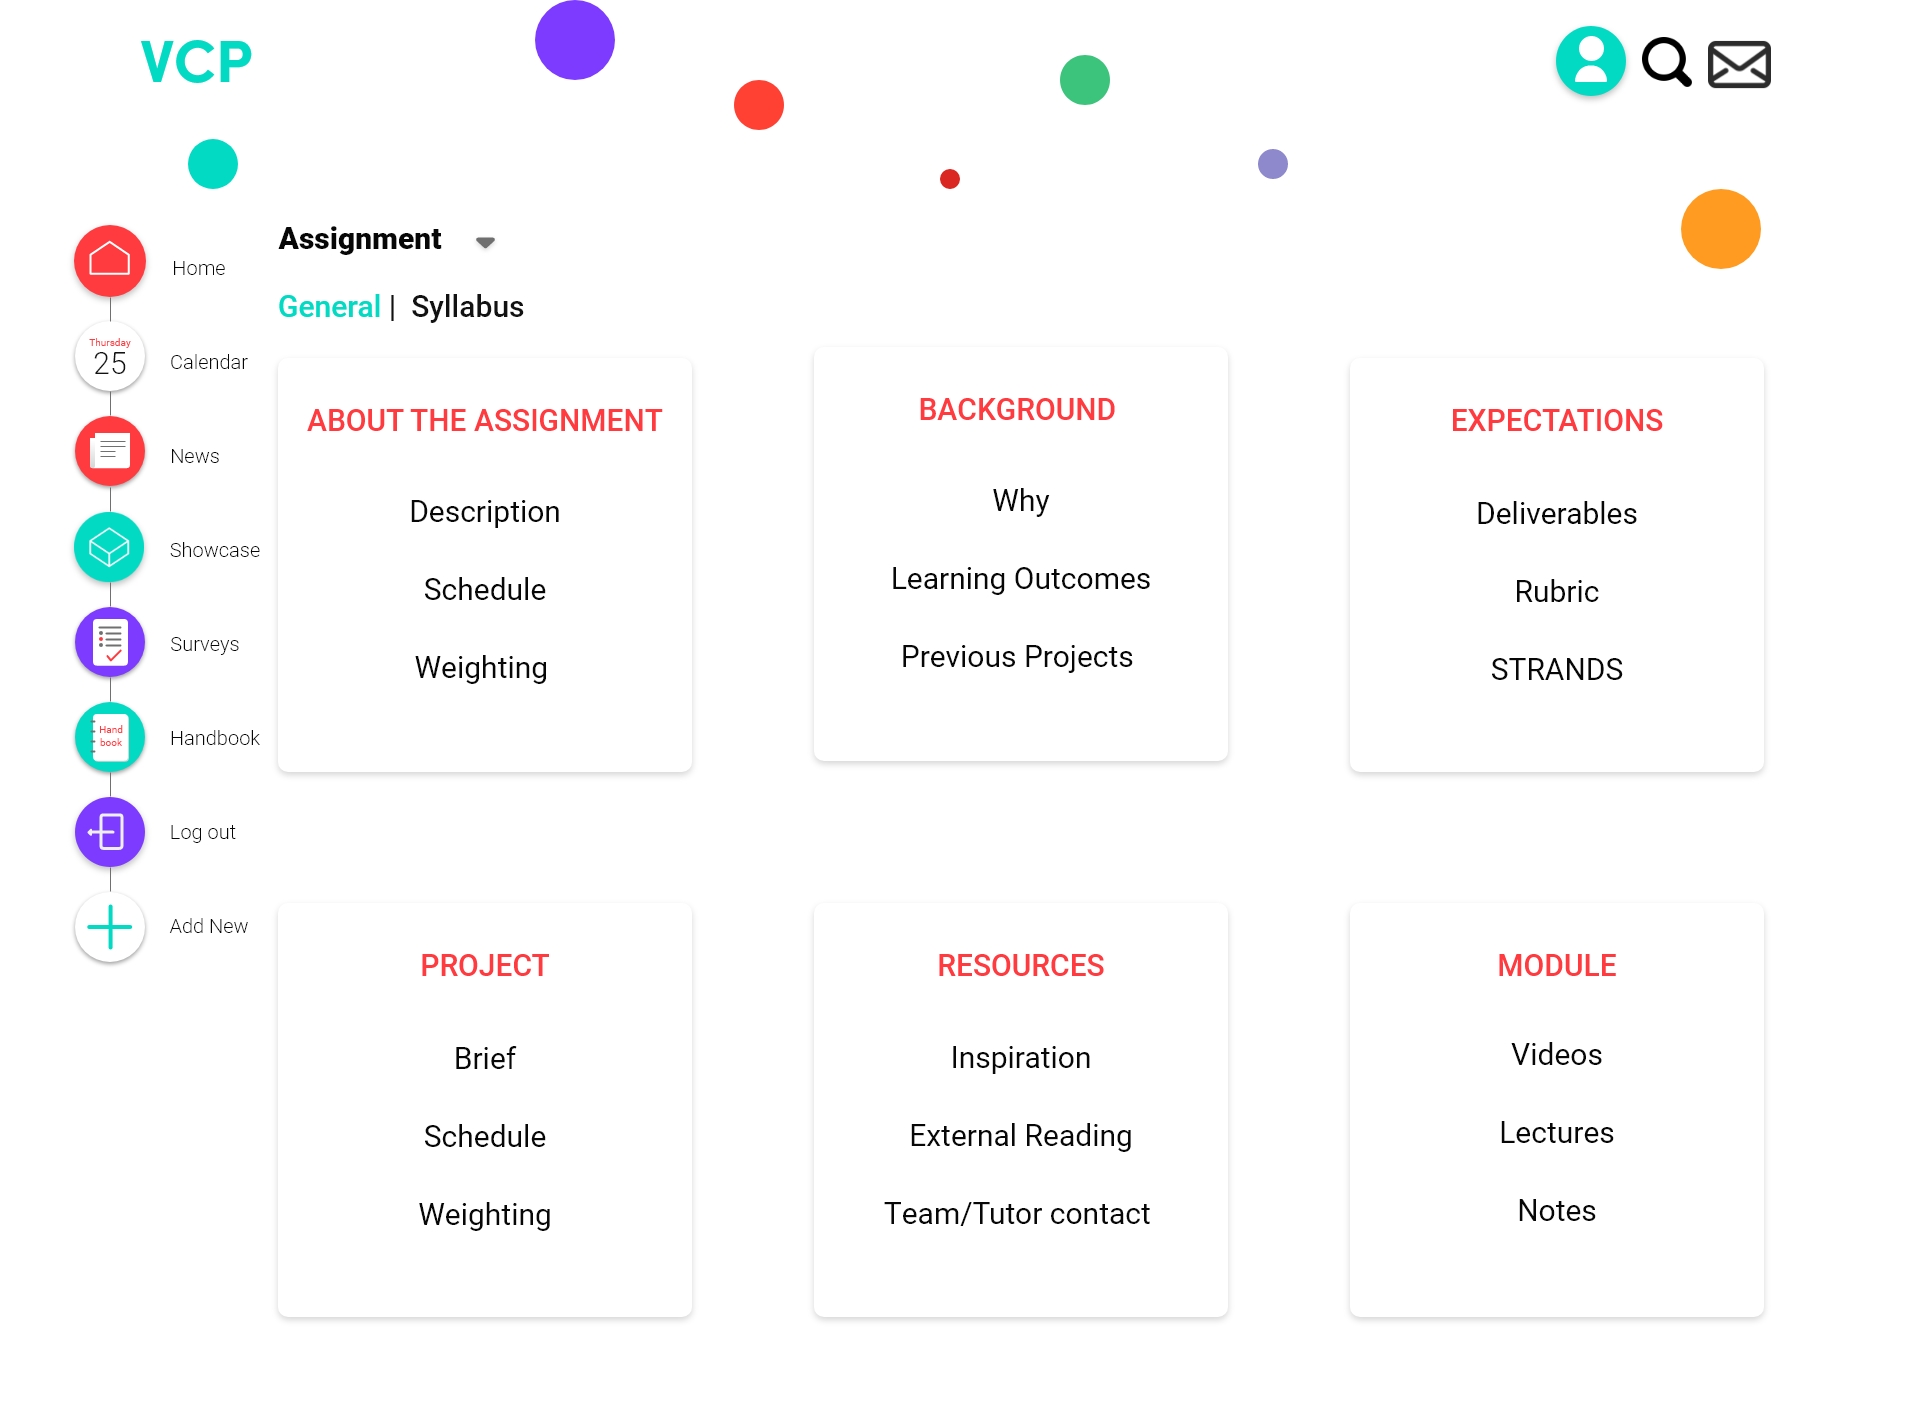 VCP
Assignment
General | Syllabus
Home
Thursday
25
Calendar
News
Showcase
Surveys
Hand
book
Handbook
Log out
Add New
ABOUT THE ASSIGNMENT
Description
Schedule
Weighting
BACKGROUND
Why
Learning Outcomes
Previous Projects
EXPECTATIONS
Deliverables
Rubric
STRANDS
PROJECT
Brief
Schedule
Weighting
RESOURCES
Inspiration
External Reading
Team/Tutor contact
MODULE
Videos
Lectures
Notes